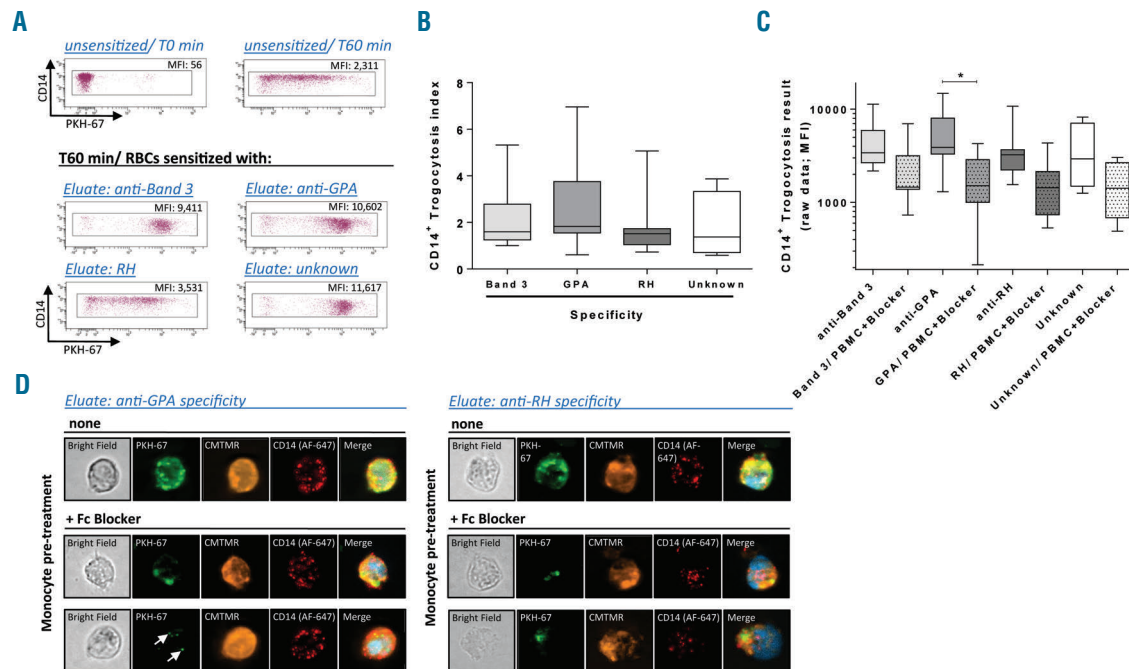 A
unsensitized/ T0 min
unsensitized/ T60 min
MFI: 56
MFI: 2,311
CD14
PKH-67
T60 min/ RBCs sensitized with:
Eluate: anti-Band 3
Eluate: anti-GPA
MFI: 9,411
MFI: 10,602
Eluate: RH
Eluate: unknown
MFI: 3,531
MFI: 11,617
CD14
PKH-67
B
CD14+ Trogocytosis index
8
6
4
2
0
Band 3
GPA
RH
Unknown
Specificity
C
CD14+ Trogocytosis result
(raw data; MFI)
10000
1000
*
anti-Band 3
Band 3/ PBMC+Blocker
anti-GPA
GPA/ PBMC+Blocker
anti-RH
RH/ PBMC+Blocker
Unknown
Unknown/ PBMC+Blocker
D
Eluate: anti-GPA specificity
none
Monocyte pre-treatment
Bright Field
PKH-67
CMTMR
CD14 (AF-647)
Merge
+ Fc Blocker
Bright Field
PKH-67
CMTMR
CD14 (AF-647)
Merge
Bright Field
PKH-67
CMTMR
CD14 (AF-647)
Merge
Eluate: anti-RH specificity
none
Monocyte pre-treatment
Bright Field
PKH-
67
CMTMR
CD14 (AF-
647)
Merge
+ Fc Blocker
Bright Field
PKH-67
CMTMR
CD14 (AF-647)
Merge
Bright Field
PKH-67
CMTMR
CD14 (AF-647)
Merge